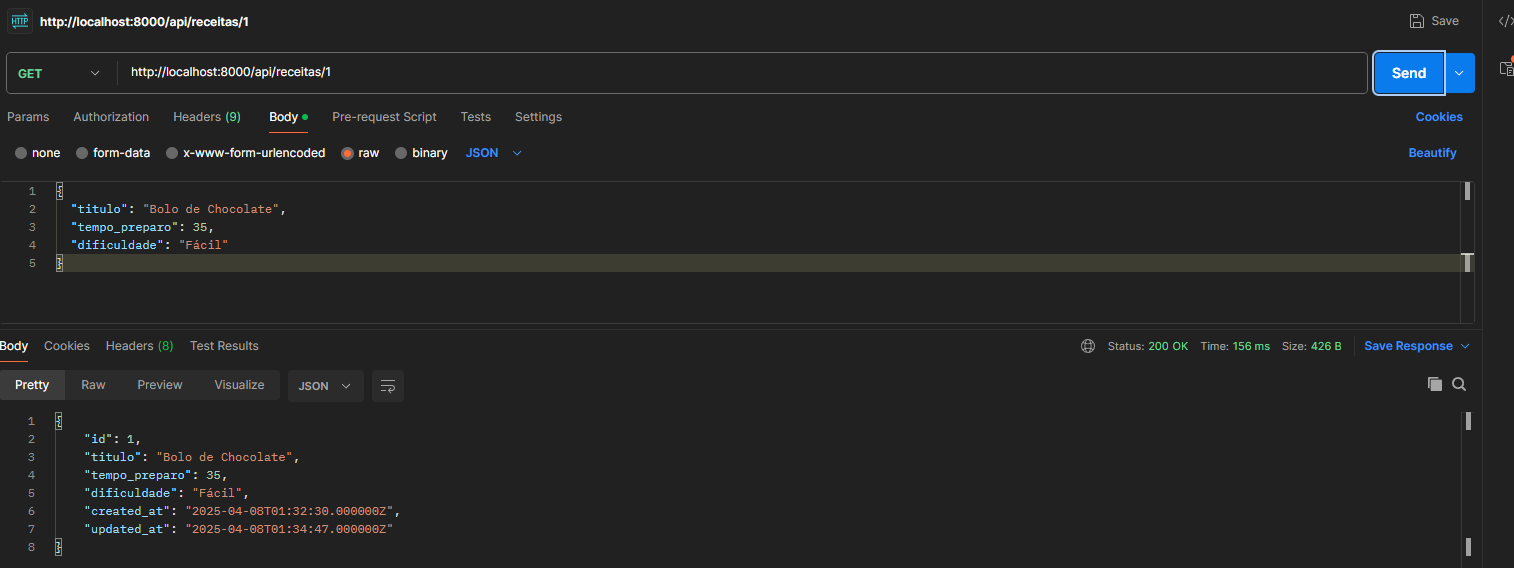 HTTP http://localhost:8000/api/receitas/1 Save
GET http://localhost:8000/api/receitas/1 Send
Params Authorization Headers (9) Body Pre-request Script Tests Settings Cookies
none form-data x-www-form-urlencoded raw binary JSON Beautify
1 {
2 "titulo": "Bolo de Chocolate",
3 "tempo_preparo": 35,
4 "dificuldade": "Fácil"
5 }
Body Cookies Headers (8) Test Results Status: 200 OK Time: 156 ms Size: 426 B Save Response
Pretty Raw Preview Visualize JSON
1 {
2 "id": 1,
3 "titulo": "Bolo de Chocolate",
4 "tempo_preparo": 35,
5 "dificuldade": "Fácil",
6 "created_at": "2025-04-08T01:32:30.000000Z",
7 "updated_at": "2025-04-08T01:34:47.000000Z"
8 }